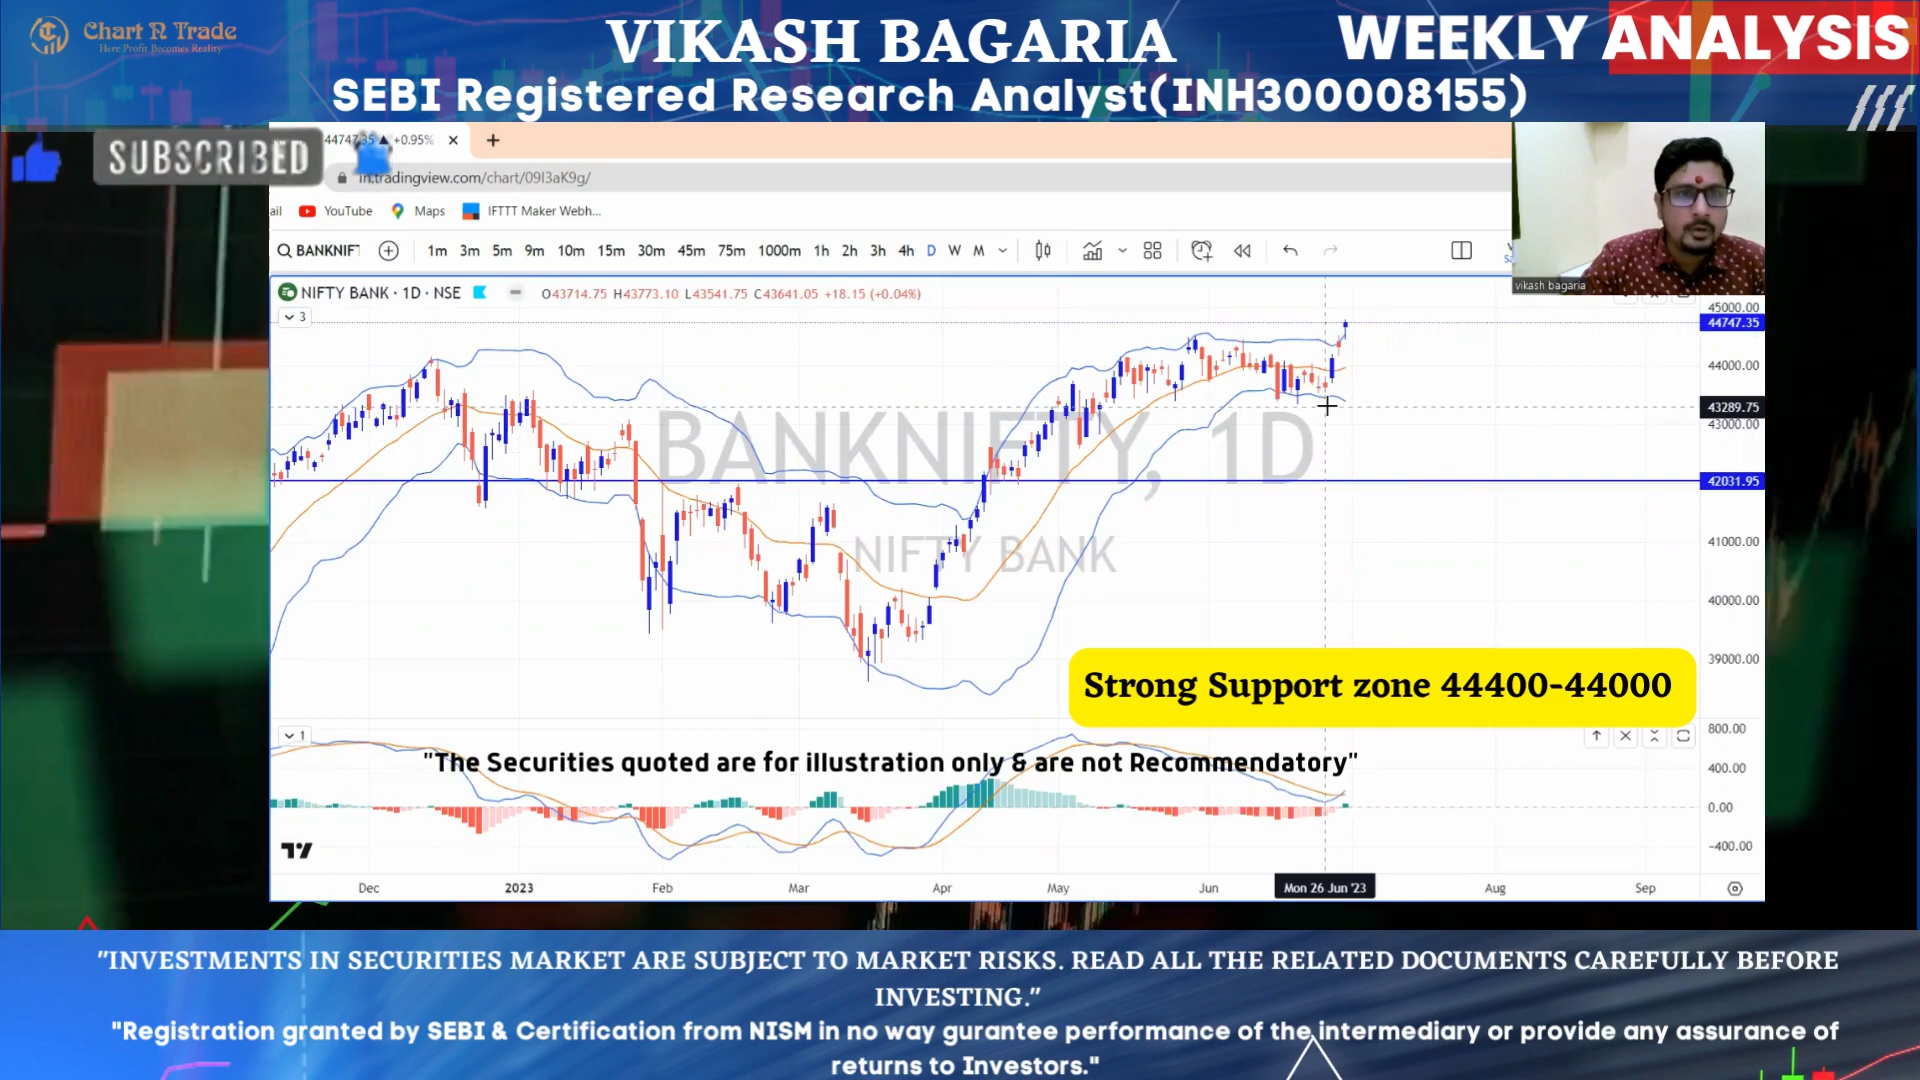 Chart R Trade
Here Profit Becomes Reality
VIKASH BAGARIA
SEBI Registered Research Analyst(INH300008155)
WEEKLY ANALYSIS
SUBSCRIBED
44747.35 ▲ +0.95%
in.tradingview.com/chart/09I3aK9g/
ail YouTube Maps IFTTT Maker Webh...
BANKNIFT 1m 3m 5m 9m 10m 15m 30m 45m 75m 1000m 1h 2h 3h 4h D W M
vikash bagaria
NIFTY BANK · 1D · NSE O43714.75 H43773.10 L43541.75 C43641.05 +18.15 (+0.04%)
3
45000.00
44747.35
44000.00
43289.75
43000.00
42031.95
41000.00
40000.00
39000.00
BANKNIFTY, 1D
NIFTY BANK
Strong Support zone 44400-44000
1
800.00
400.00
0.00
-400.00
"The Securities quoted are for illustration only & are not Recommendatory"
Dec 2023 Feb Mar Apr May Jun Mon 26 Jun '23 Aug Sep
"INVESTMENTS IN SECURITIES MARKET ARE SUBJECT TO MARKET RISKS. READ ALL THE RELATED DOCUMENTS CAREFULLY BEFORE
INVESTING."
"Registration granted by SEBI & Certification from NISM in no way gurantee performance of the intermediary or provide any assurance of
returns to Investors."